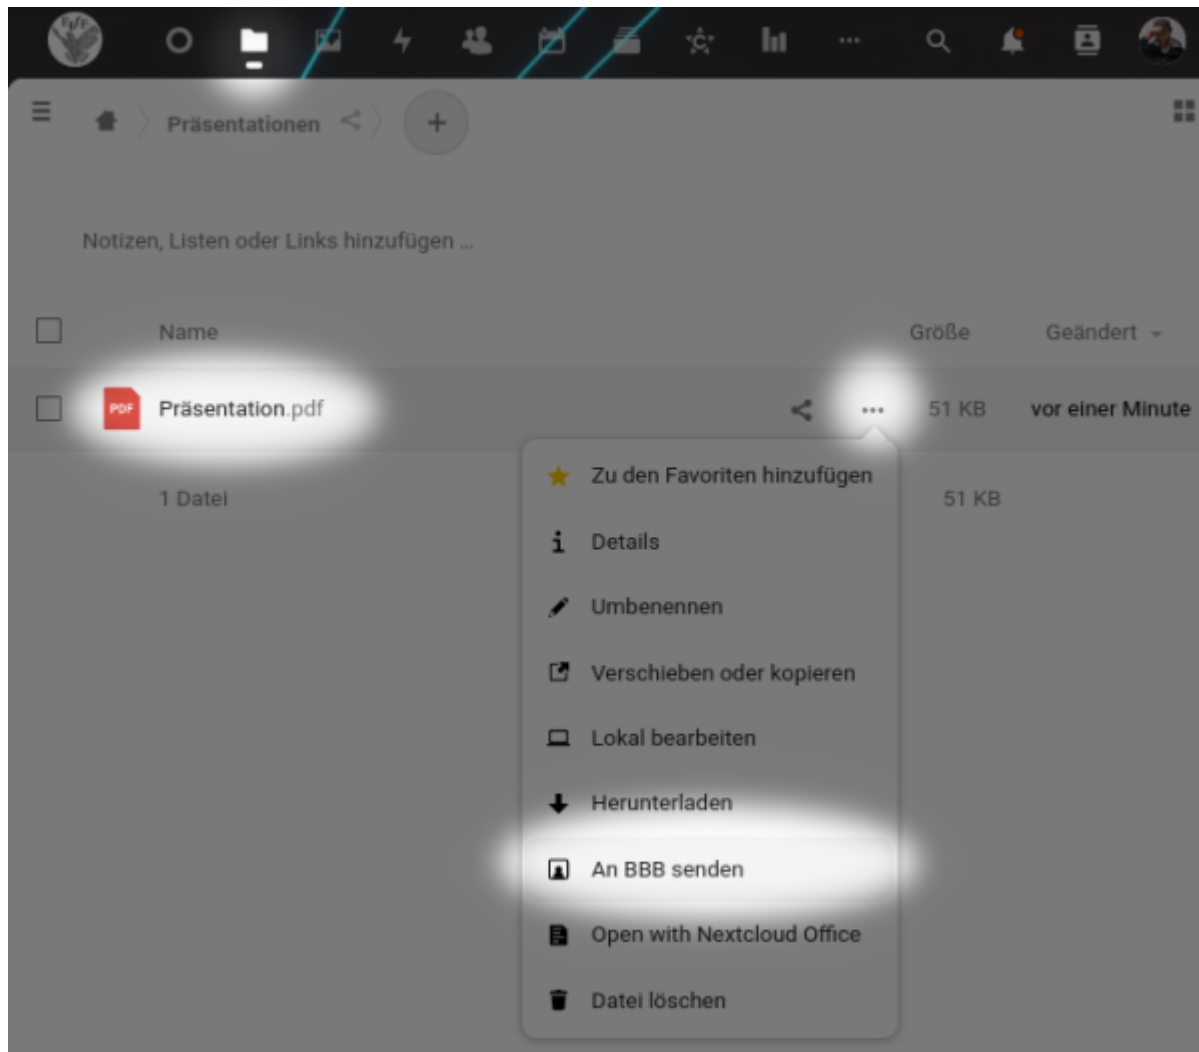 FIfF
Präsentationen
Notizen, Listen oder Links hinzufügen ...
Name Größe Geändert
PDF Präsentation.pdf 51 KB vor einer Minute
1 Datei 51 KB
Zu den Favoriten hinzufügen
Details
Umbenennen
Verschieben oder kopieren
Lokal bearbeiten
Herunterladen
An BBB senden
Open with Nextcloud Office
Datei löschen